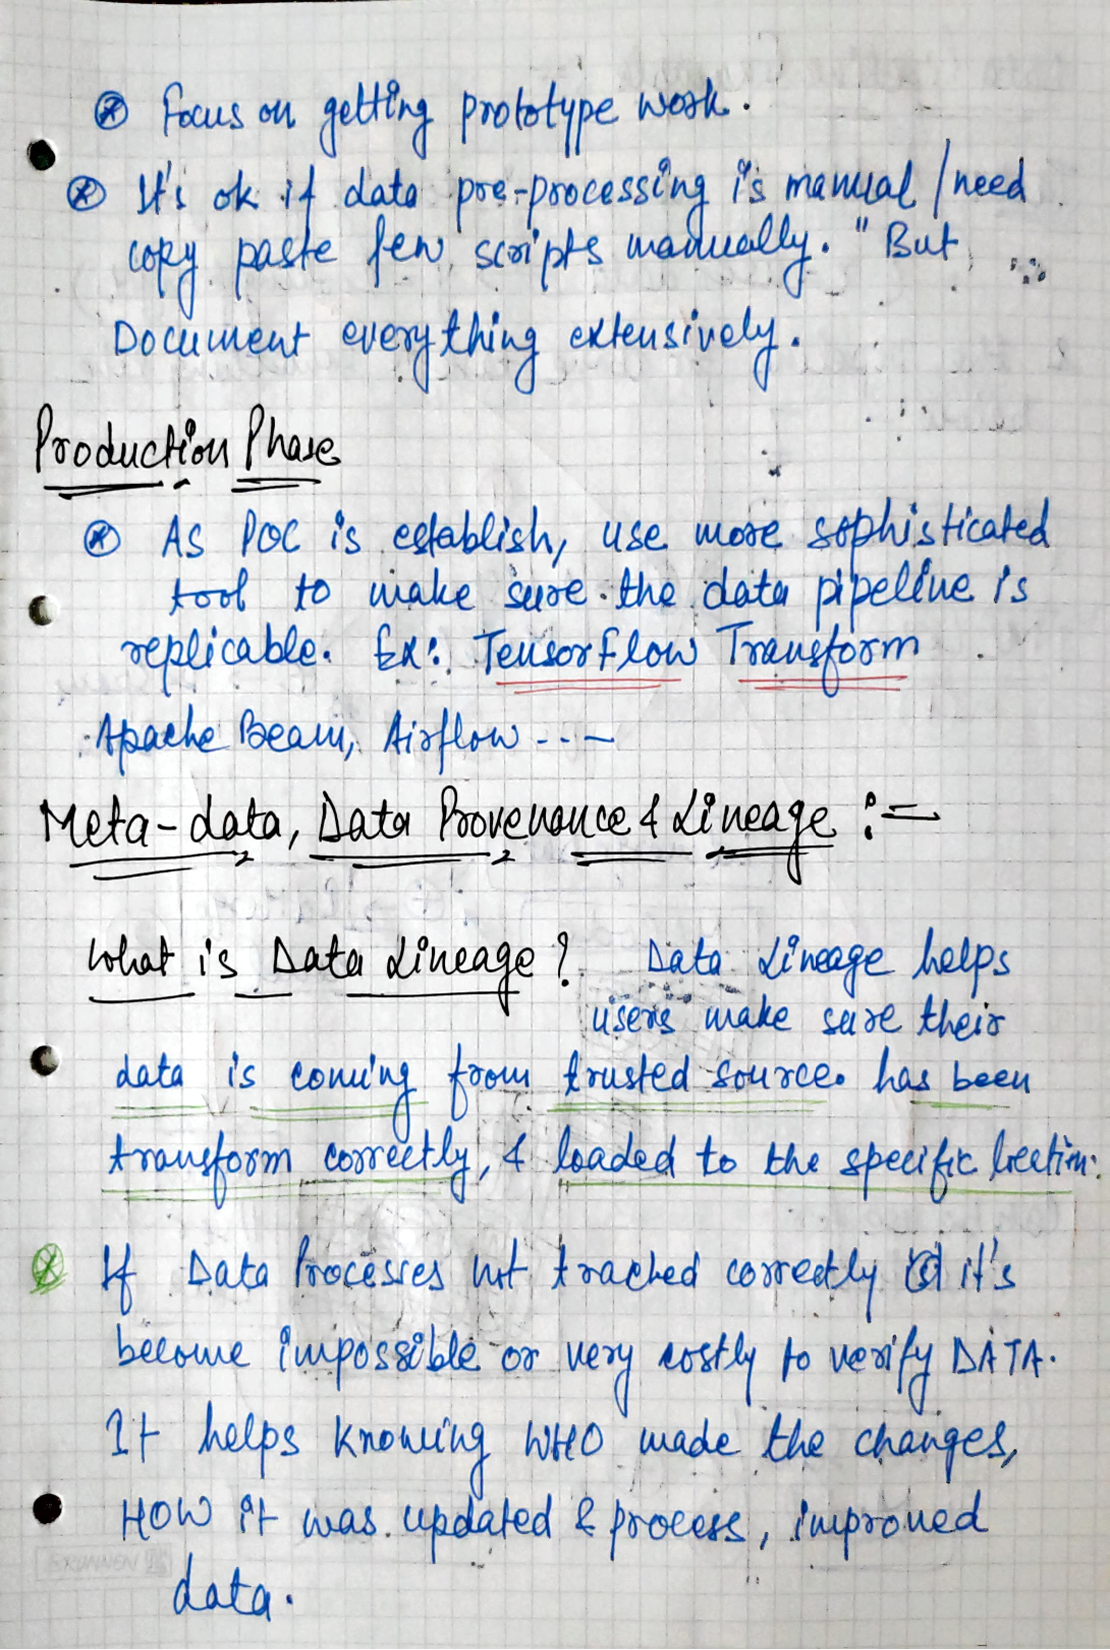 ⊛ Focus on getting prototype work.
⊛ It's ok if data pre-processing is manual / need
copy paste few scripts manually. "But
Document everything extensively.
Production Phase
⊛ As POC is establish, use more sophisticated
tool to make sure the data pipeline is
replicable. Ex: TensorFlow Transform
Apache Beam, Airflow ---
Meta-data, Data Provenance & Lineage :=
What is Data Lineage? Data Lineage helps
users make sure their
data is coming from trusted source. has been
transform correctly, & loaded to the specific loection.
⊛ If Data Processes not trached correctly it's
become impossible or very costly to verify DATA.
It helps knowing WHO made the changes,
HOW it was updated & process, improved
data.